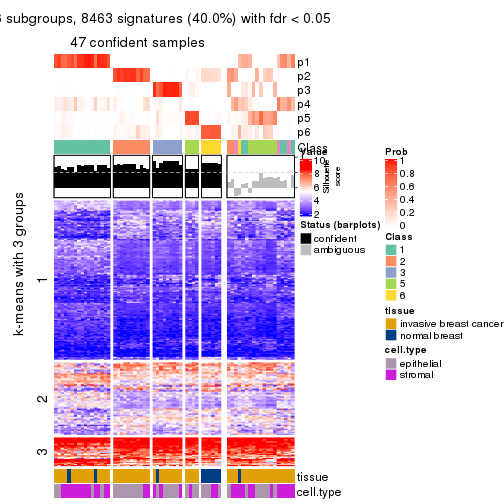 subgroups, 8463 signatures (40.0%) with fdr < 0.05
47 confident samples
p1
p2
p3
p4
p5
p6
Class
Silhouette
score
k-means with 3 groups
1
2
3
tissue
cell.type
Value
10
8
6
4
2
Status (barplots)
confident
ambiguous
Prob
1
0.8
0.6
0.4
0.2
0
Class
1
2
3
5
6
tissue
invasive breast cancer
normal breast
cell.type
epithelial
stromal